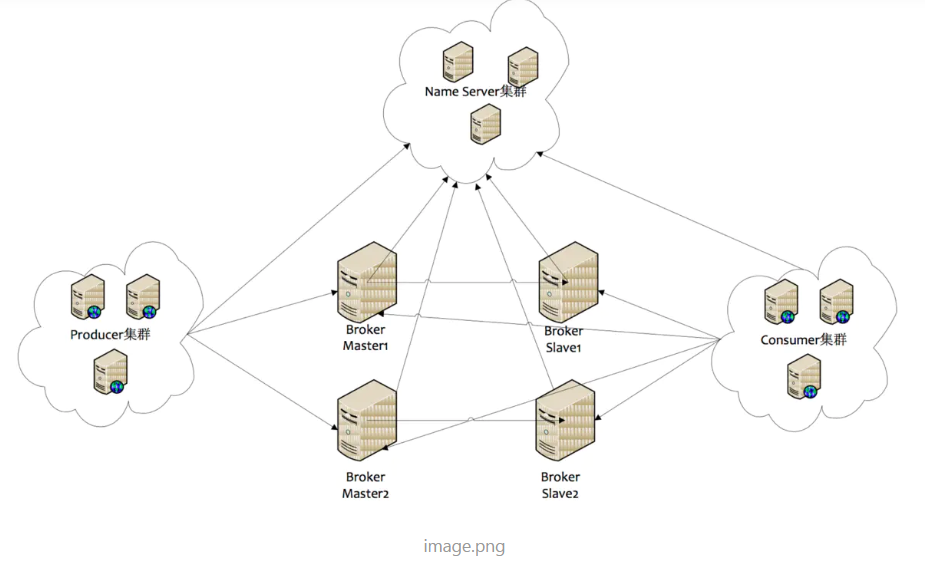 Name Server集群
Producer集群
Broker
Master1
Broker
Slave1
Consumer集群
Broker
Master2
Broker
Slave2
image.png